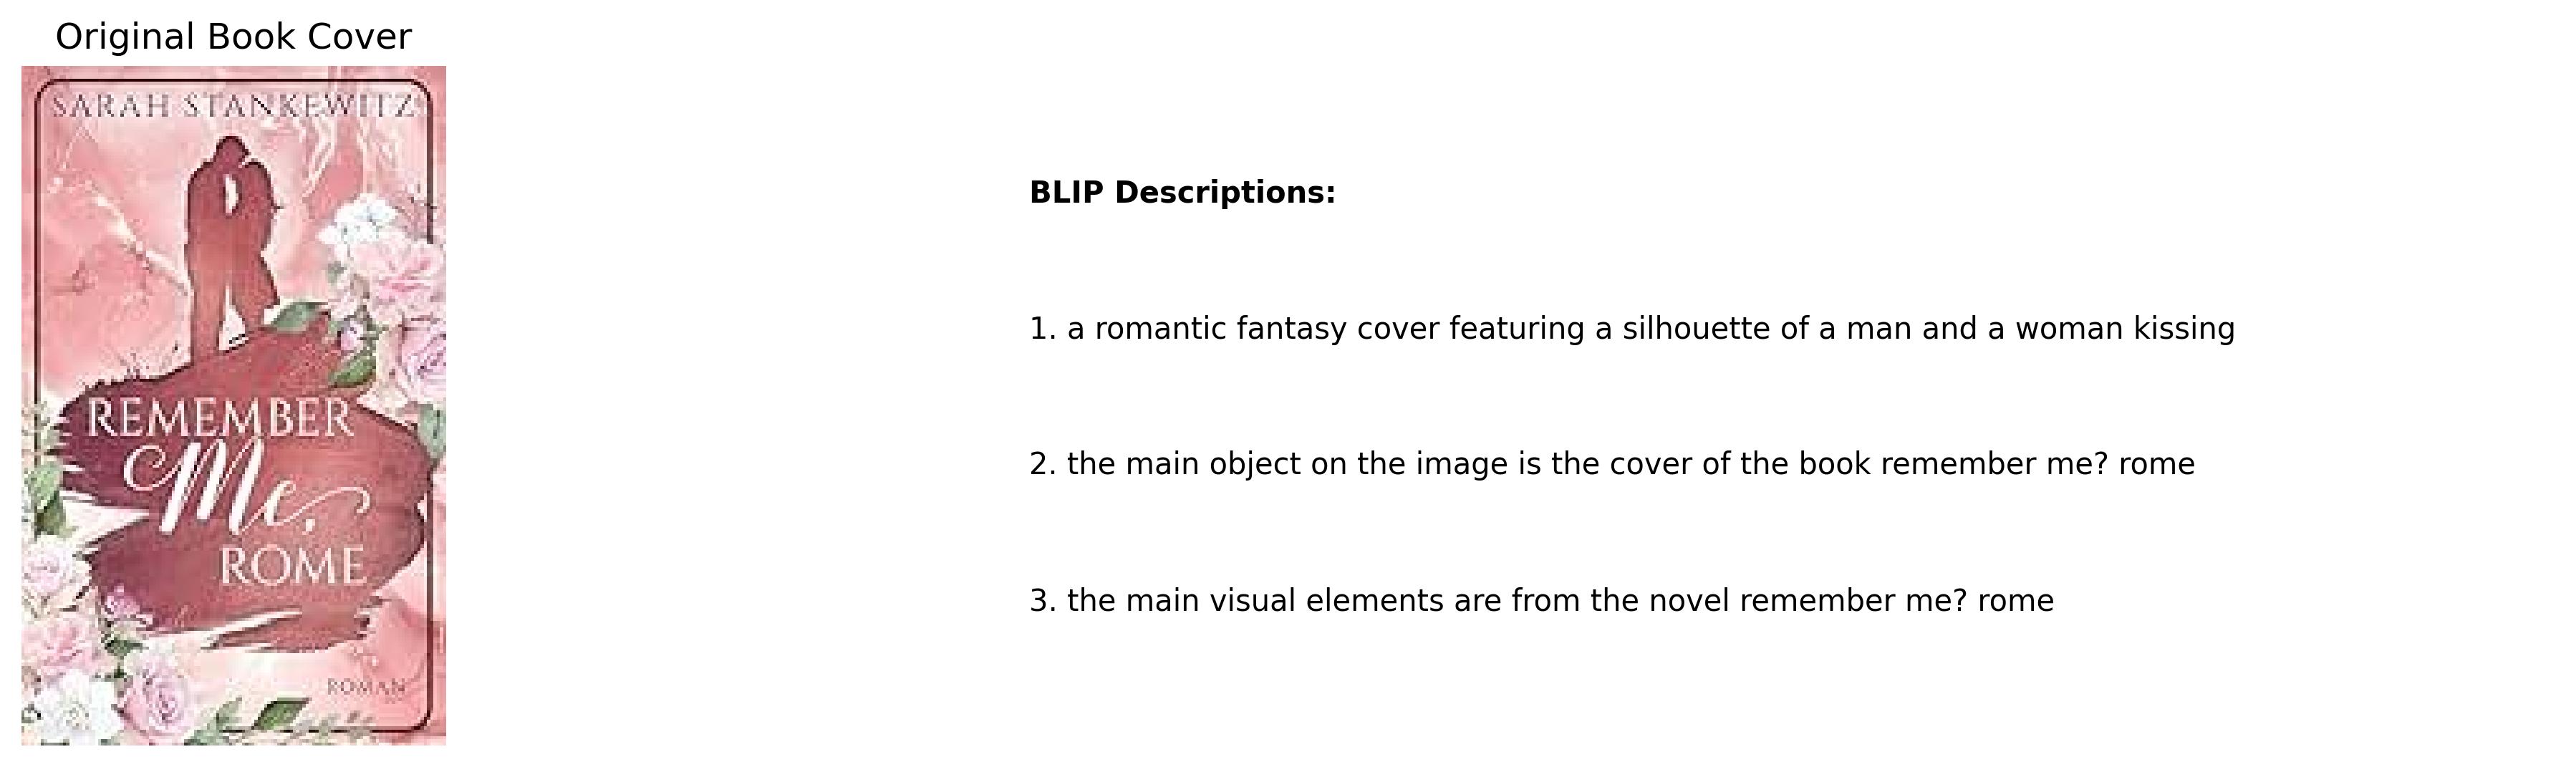 Original Book Cover
SARAH STANKEWITZ
REMEMBER
Me,
ROME
ROMAN
BLIP Descriptions:
1. a romantic fantasy cover featuring a silhouette of a man and a woman kissing
2. the main object on the image is the cover of the book remember me? rome
3. the main visual elements are from the novel remember me? rome